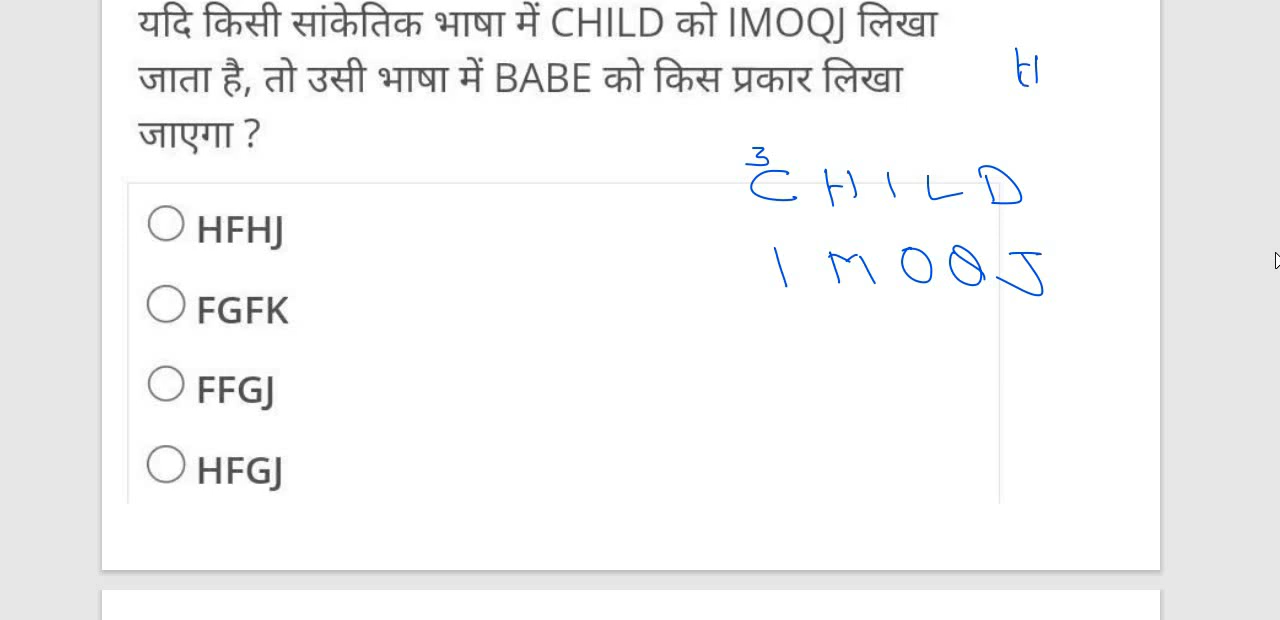 यदि किसी सांकेतिक भाषा में CHILD को IMOQJ लिखा
जाता है, तो उसी भाषा में BABE को किस प्रकार लिखा
जाएगा ?
HFHJ
FGFK
FFGJ
HFGJ
H
3
CHILD
IMOQJ